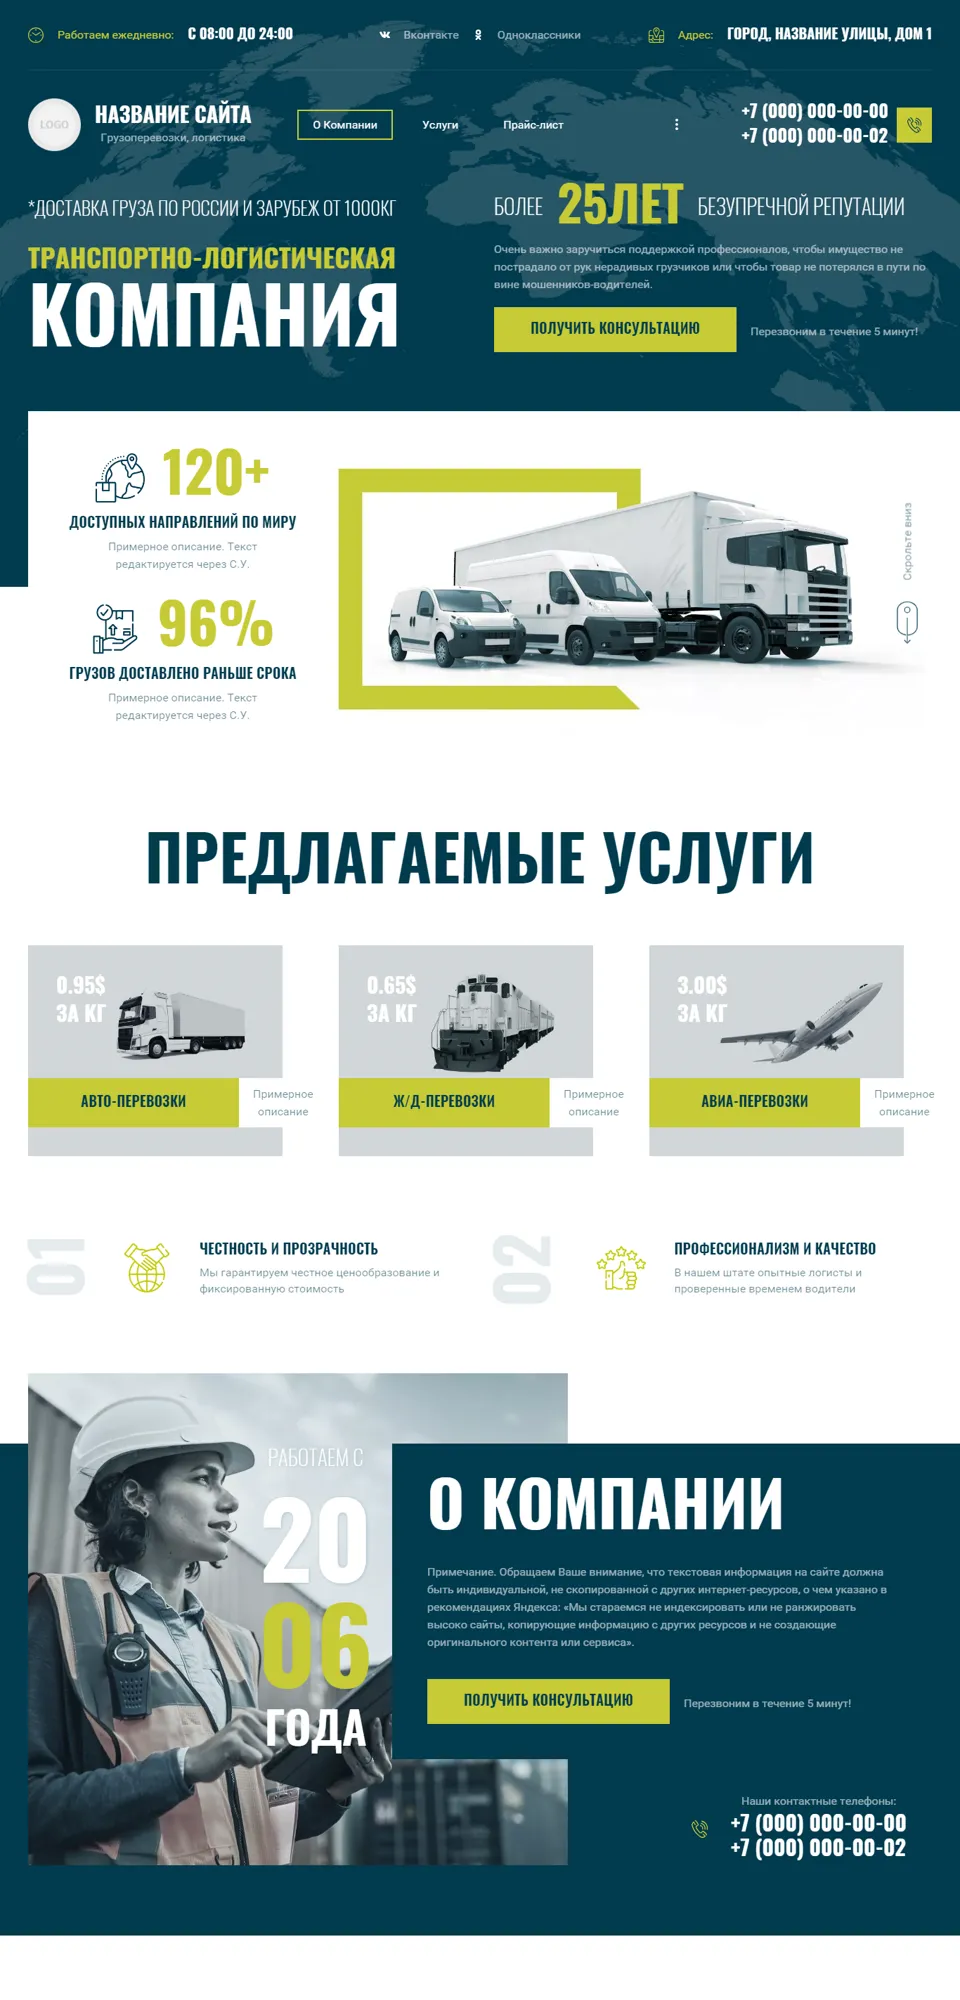 Работаем ежедневно: С 08:00 ДО 24:00
Вконтакте
Одноклассники
Адрес: ГОРОД, НАЗВАНИЕ УЛИЦЫ, ДОМ 1
LOGO
НАЗВАНИЕ САЙТА
Грузоперевозки, логистика
О Компании
Услуги
Прайс-лист
+7 (000) 000-00-00
+7 (000) 000-00-02
*ДОСТАВКА ГРУЗА ПО РОССИИ И ЗАРУБЕЖ ОТ 1000КГ
ТРАНСПОРТНО-ЛОГИСТИЧЕСКАЯ
КОМПАНИЯ
БОЛЕЕ 25ЛЕТ БЕЗУПРЕЧНОЙ РЕПУТАЦИИ
Очень важно заручиться поддержкой профессионалов, чтобы имущество не
пострадало от рук нерадивых грузчиков или чтобы товар не потерялся в пути по
вине мошенников-водителей.
ПОЛУЧИТЬ КОНСУЛЬТАЦИЮ
Перезвоним в течение 5 минут!
120+
ДОСТУПНЫХ НАПРАВЛЕНИЙ ПО МИРУ
Примерное описание. Текст
редактируется через С.У.
96%
ГРУЗОВ ДОСТАВЛЕНО РАНЬШЕ СРОКА
Примерное описание. Текст
редактируется через С.У.
Скрольте вниз
ПРЕДЛАГАЕМЫЕ УСЛУГИ
0.95$
ЗА КГ
АВТО-ПЕРЕВОЗКИ
Примерное
описание
0.65$
ЗА КГ
Ж/Д-ПЕРЕВОЗКИ
Примерное
описание
3.00$
ЗА КГ
АВИА-ПЕРЕВОЗКИ
Примерное
описание
01
ЧЕСТНОСТЬ И ПРОЗРАЧНОСТЬ
Мы гарантируем честное ценообразование и
фиксированную стоимость
02
ПРОФЕССИОНАЛИЗМ И КАЧЕСТВО
В нашем штате опытные логисты и
проверенные временем водители
РАБОТАЕМ С
20
06
ГОДА
О КОМПАНИИ
Примечание. Обращаем Ваше внимание, что текстовая информация на сайте должна
быть индивидуальной, не скопированной с других интернет-ресурсов, о чем указано в
рекомендациях Яндекса: «Мы стараемся не индексировать или не ранжировать
высоко сайты, копирующие информацию с других ресурсов и не создающие
оригинального контента или сервиса».
ПОЛУЧИТЬ КОНСУЛЬТАЦИЮ
Перезвоним в течение 5 минут!
Наши контактные телефоны:
+7 (000) 000-00-00
+7 (000) 000-00-02